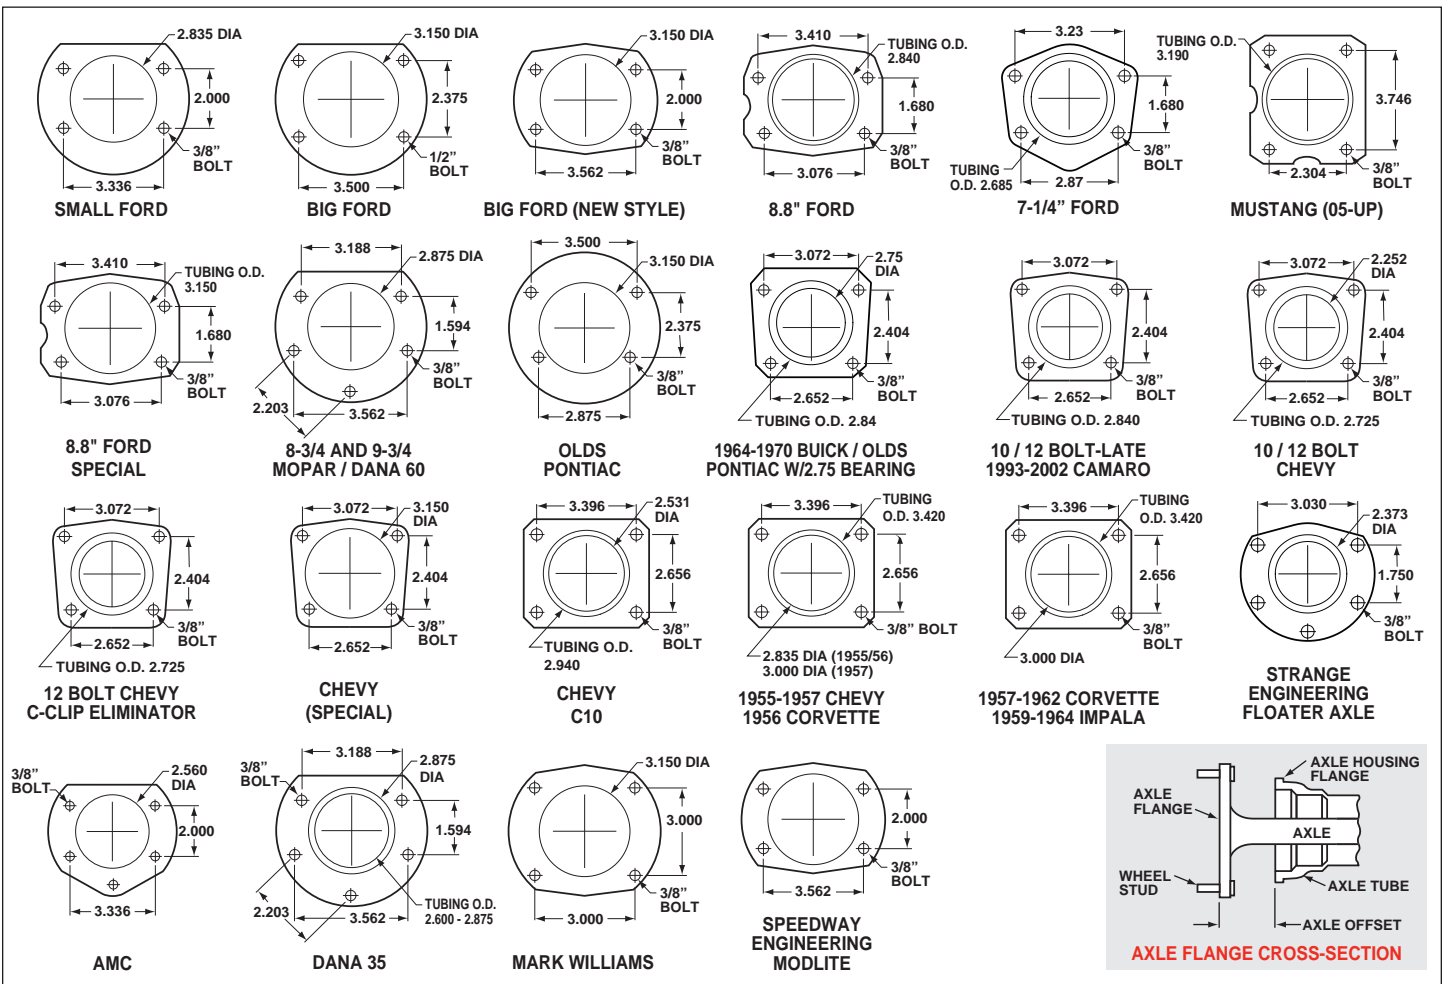 2.835 DIA
2.000
3/8”
BOLT
3.336
SMALL FORD
3.150 DIA
2.375
1/2”
BOLT
3.500
BIG FORD
3.150 DIA
2.000
3/8”
BOLT
3.562
BIG FORD (NEW STYLE)
3.410
TUBING O.D.
2.840
1.680
3/8”
BOLT
3.076
8.8" FORD
3.23
1.680
3/8”
BOLT
TUBING
O.D. 2.685
2.87
7-1/4” FORD
TUBING O.D.
3.190
3.746
3/8”
BOLT
2.304
MUSTANG (05-UP)
3.410
TUBING O.D.
3.150
1.680
3/8”
BOLT
3.076
8.8" FORD
SPECIAL
3.188
2.875 DIA
1.594
3/8”
BOLT
2.203
3.562
8-3/4 AND 9-3/4
MOPAR / DANA 60
3.500
3.150 DIA
2.375
3/8”
BOLT
2.875
OLDS
PONTIAC
3.072
2.75
DIA
2.404
3/8”
BOLT
2.652
TUBING O.D. 2.84
1964-1970 BUICK / OLDS
PONTIAC W/2.75 BEARING
3.072
2.404
3/8”
BOLT
2.652
TUBING O.D. 2.840
10 / 12 BOLT-LATE
1993-2002 CAMARO
3.072
2.252
DIA
2.404
3/8”
BOLT
2.652
TUBING O.D. 2.725
10 / 12 BOLT
CHEVY
3.072
2.404
3/8”
BOLT
2.652
TUBING O.D. 2.725
12 BOLT CHEVY
C-CLIP ELIMINATOR
3.072
3.150
DIA
2.404
3/8”
BOLT
2.652
CHEVY
(SPECIAL)
3.396
2.531
DIA
2.656
3/8”
BOLT
TUBING O.D.
2.940
CHEVY
C10
3.396
TUBING
O.D. 3.420
2.656
3/8” BOLT
2.835 DIA (1955/56)
3.000 DIA (1957)
1955-1957 CHEVY
1956 CORVETTE
3.396
TUBING
O.D. 3.420
2.656
3/8”
BOLT
3.000 DIA
1957-1962 CORVETTE
1959-1964 IMPALA
3.030
2.373
DIA
1.750
3/8”
BOLT
STRANGE
ENGINEERING
FLOATER AXLE
3/8”
BOLT
2.560
DIA
2.000
3.336
AMC
3/8”
BOLT
3.188
2.875
DIA
1.594
2.203
3.562
TUBING O.D.
2.600 - 2.875
DANA 35
3.150 DIA
3.000
3/8”
BOLT
3.000
MARK WILLIAMS
2.000
3/8”
BOLT
3.562
SPEEDWAY
ENGINEERING
MODLITE
AXLE HOUSING
FLANGE
AXLE
FLANGE
AXLE
WHEEL
STUD
AXLE TUBE
AXLE OFFSET
AXLE FLANGE CROSS-SECTION